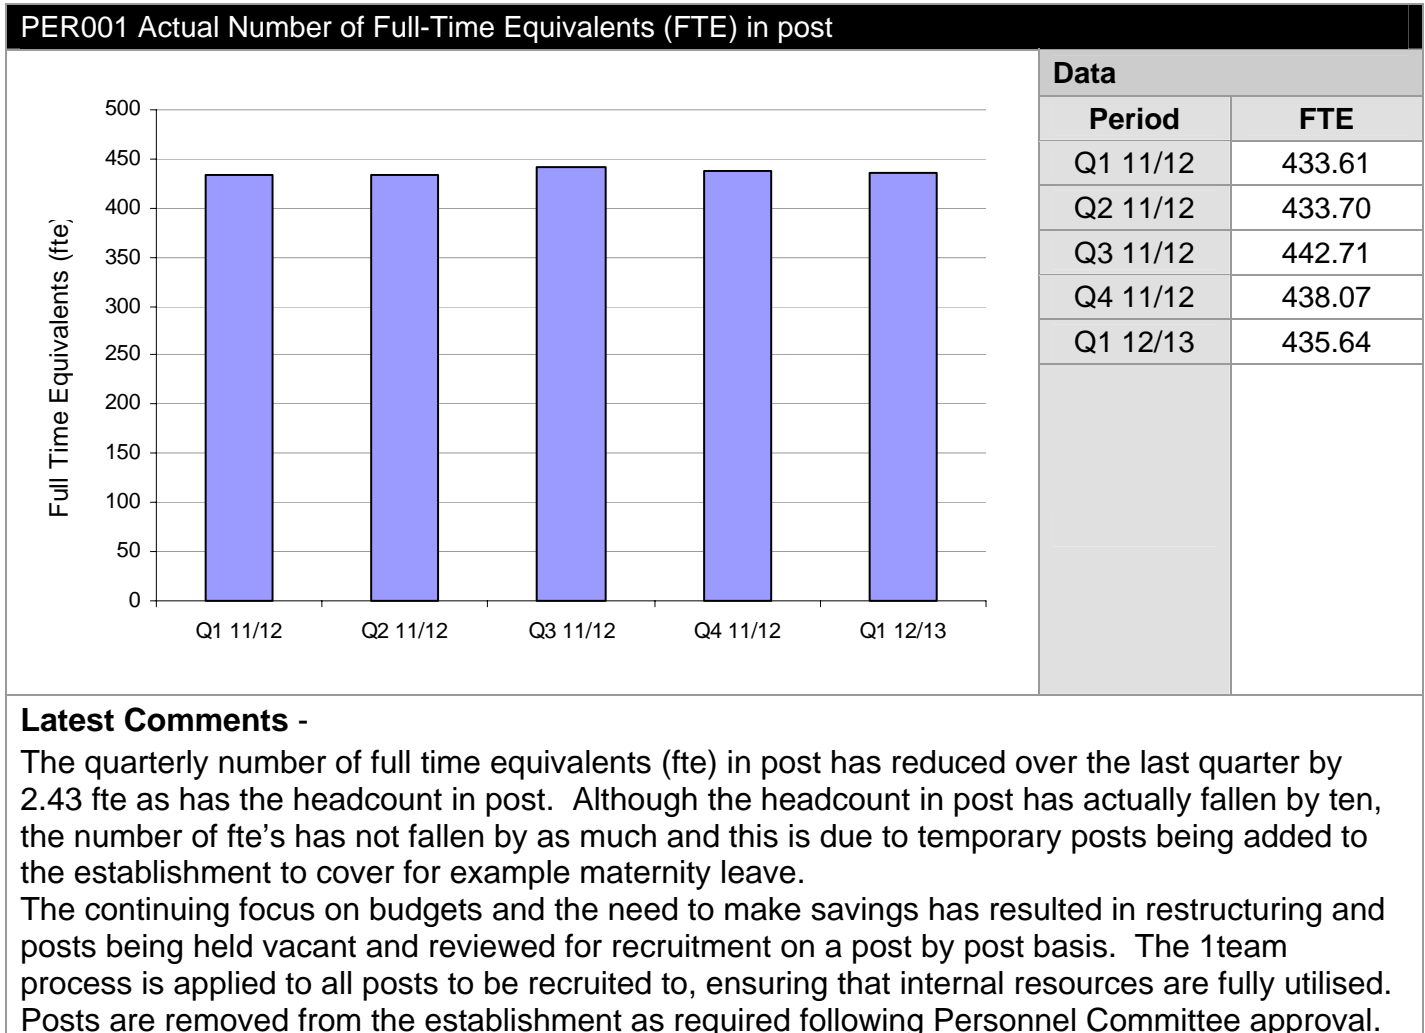 PER001 Actual Number of Full-Time Equivalents (FTE) in post
Full Time Equivalents (fte)
500
450
400
350
300
250
200
150
100
50
0
Q1 11/12 Q2 11/12 Q3 11/12 Q4 11/12 Q1 12/13
Data
Period FTE
Q1 11/12 433.61
Q2 11/12 433.70
Q3 11/12 442.71
Q4 11/12 438.07
Q1 12/13 435.64
Latest Comments -
The quarterly number of full time equivalents (fte) in post has reduced over the last quarter by
2.43 fte as has the headcount in post. Although the headcount in post has actually fallen by ten,
the number of fte's has not fallen by as much and this is due to temporary posts being added to
the establishment to cover for example maternity leave.
The continuing focus on budgets and the need to make savings has resulted in restructuring and
posts being held vacant and reviewed for recruitment on a post by post basis. The 1team
process is applied to all posts to be recruited to, ensuring that internal resources are fully utilised.
Posts are removed from the establishment as required following Personnel Committee approval.